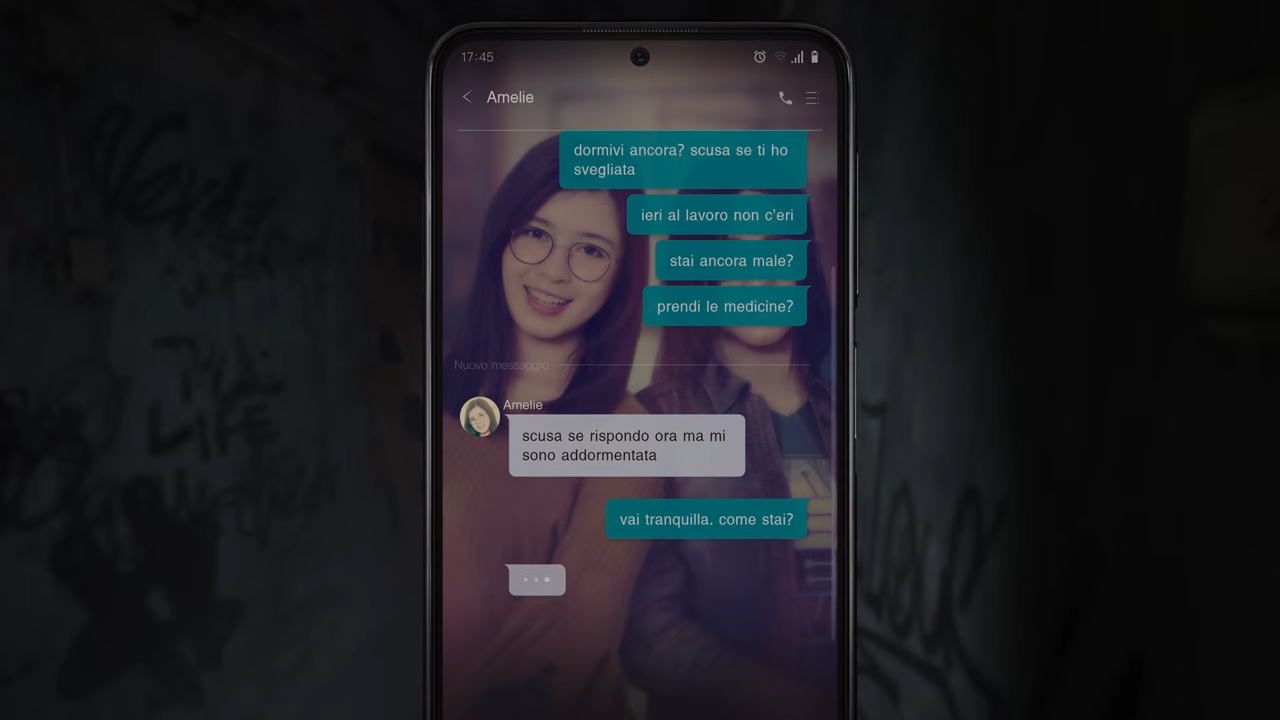 17:45
Amelie
dormivi ancora? scusa se ti ho
svegliata
ieri al lavoro non c'eri
stai ancora male?
prendi le medicine?
Nuovo messaggio
Amelie
scusa se rispondo ora ma mi
sono addormentata
vai tranquilla. come stai?
...
LIFE